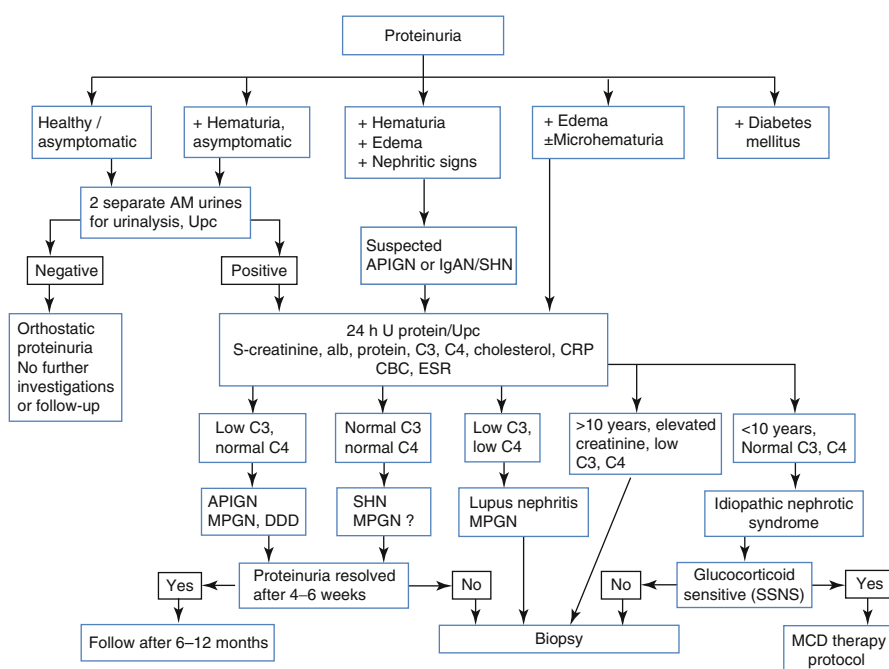 Proteinuria
Healthy /
asymptomatic
+ Hematuria,
asymptomatic
+ Hematuria
+ Edema
+ Nephritic signs
+ Edema
±Microhematuria
+ Diabetes
mellitus
2 separate AM urines
for urinalysis, Upc
Suspected
APIGN or IgAN/SHN
Negative
Positive
Orthostatic
proteinuria
No further
investigations
or follow-up
24 h U protein/Upc
S-creatinine, alb, protein, C3, C4, cholesterol, CRP
CBC, ESR
Low C3,
normal C4
Normal C3
normal C4
Low C3,
low C4
>10 years, elevated
creatinine, low
C3, C4
<10 years,
Normal C3, C4
APIGN
MPGN, DDD
SHN
MPGN ?
Lupus nephritis
MPGN
Idiopathic nephrotic
syndrome
Yes
Proteinuria resolved
after 4–6 weeks
No
No
Glucocorticoid
sensitive (SSNS)
Yes
Follow after 6–12 months
Biopsy
MCD therapy
protocol